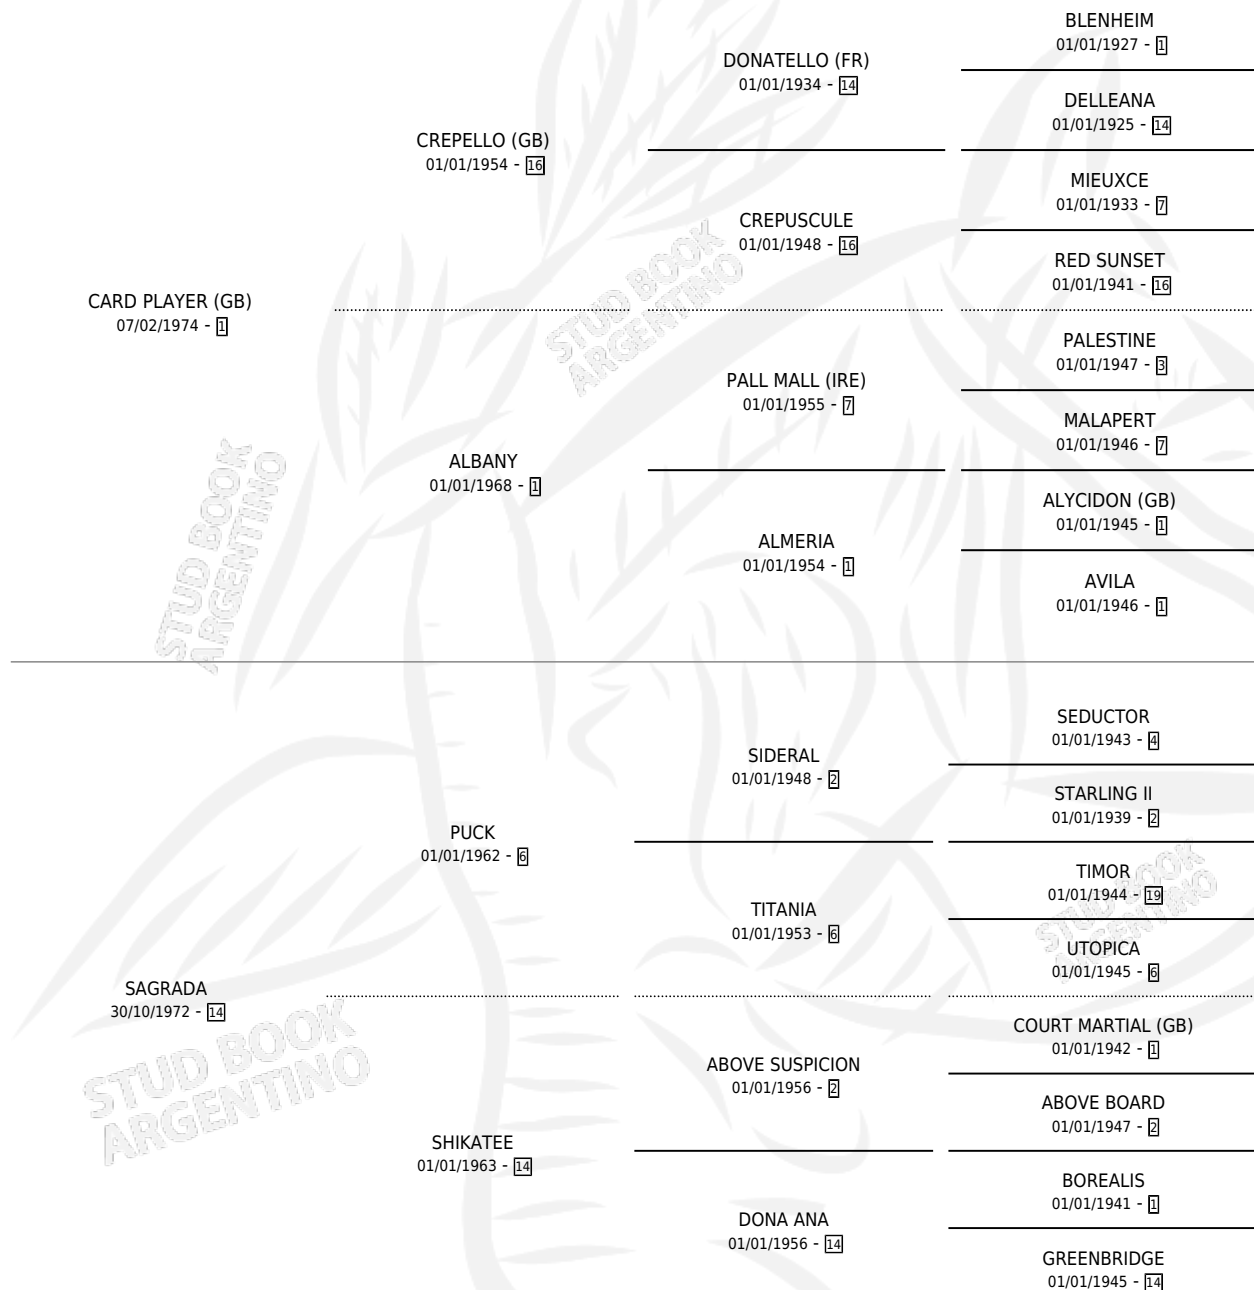 BLENHEIM
01/01/1927 - 1
DONATELLO (FR)
01/01/1934 - 14
DELLEANA
01/01/1925 - 14
CREPELLO (GB)
01/01/1954 - 16
MIEUXCE
01/01/1933 - 7
CREPUSCULE
01/01/1948 - 16
RED SUNSET
01/01/1941 - 16
CARD PLAYER (GB)
07/02/1974 - 1
PALESTINE
01/01/1947 - 3
PALL MALL (IRE)
01/01/1955 - 7
MALAPERT
01/01/1946 - 7
ALBANY
01/01/1968 - 1
ALYCIDON (GB)
01/01/1945 - 1
ALMERIA
01/01/1954 - 1
AVILA
01/01/1946 - 1
SEDUCTOR
01/01/1943 - 4
SIDERAL
01/01/1948 - 2
STARLING II
01/01/1939 - 2
PUCK
01/01/1962 - 6
TIMOR
01/01/1944 - 19
TITANIA
01/01/1953 - 6
UTOPICA
01/01/1945 - 6
SAGRADA
30/10/1972 - 14
COURT MARTIAL (GB)
01/01/1942 - 1
ABOVE SUSPICION
01/01/1956 - 2
ABOVE BOARD
01/01/1947 - 2
SHIKATEE
01/01/1963 - 14
BOREALIS
01/01/1941 - 1
DONA ANA
01/01/1956 - 14
GREENBRIDGE
01/01/1945 - 14
STUD BOOK
ARGENTINO
STUD BOOK
ARGENTINO
STUD BOOK
ARGENTINO
STUD BOOK
ARGENTINO